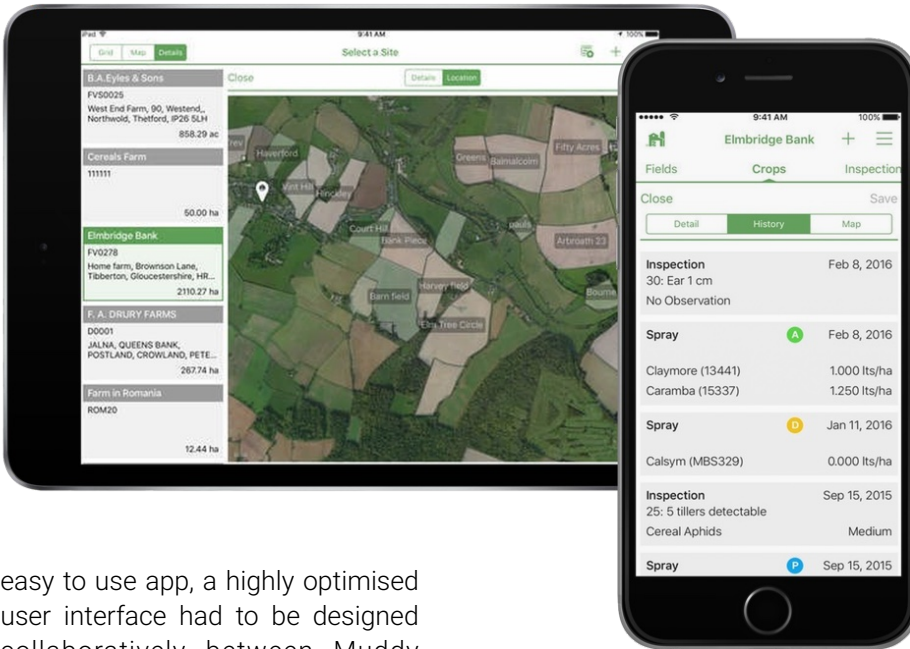 iPad
9:41 AM
100%
Grid Map Details
Select a Site
B.A.Eyles & Sons
FVS0025
West End Farm, 90, Westend,,
Northwold, Thetford, IP26 5LH
858.29 ac
Cereals Farm
111111
50.00 ha
Elmbridge Bank
FV0278
Home farm, Brownson Lane,
Tibberton, Gloucestershire, HR...
2110.27 ha
F. A. DRURY FARMS
D0001
JALNA, QUEENS BANK,
POSTLAND, CROWLAND, PETE...
267.74 ha
Farm in Romania
ROM20
12.44 ha
Close
Details Location
Haverford
Vint Hill
Hinckley
Greens
Balmalcolm
Fifty Acres
Court Hill
Bank Piece
pauls
Arbroath 23
Barn field
Harvey field
Bourne
Elm Tree Circle
9:41 AM
100%
Elmbridge Bank
Fields Crops Inspection
Close Save
Detail History Map
Inspection Feb 8, 2016
30: Ear 1 cm
No Observation
Spray A Feb 8, 2016
Claymore (13441) 1.000 lts/ha
Caramba (15337) 1.250 lts/ha
Spray D Jan 11, 2016
Calsym (MBS329) 0.000 lts/ha
Inspection Sep 15, 2015
25: 5 tillers detectable
Cereal Aphids Medium
Spray P Sep 15, 2015
easy to use app, a highly optimised
user interface had to be designed
collaboratively between Muddy